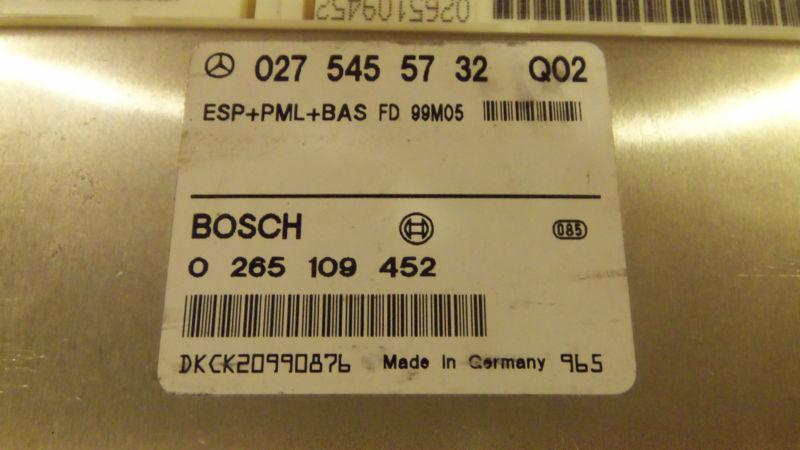 0265109452
027 545 57 32 Q02
ESP+PML+BAS FD 99M05
BOSCH
085
0 265 109 452
DKCK20990876 Made in Germany 965